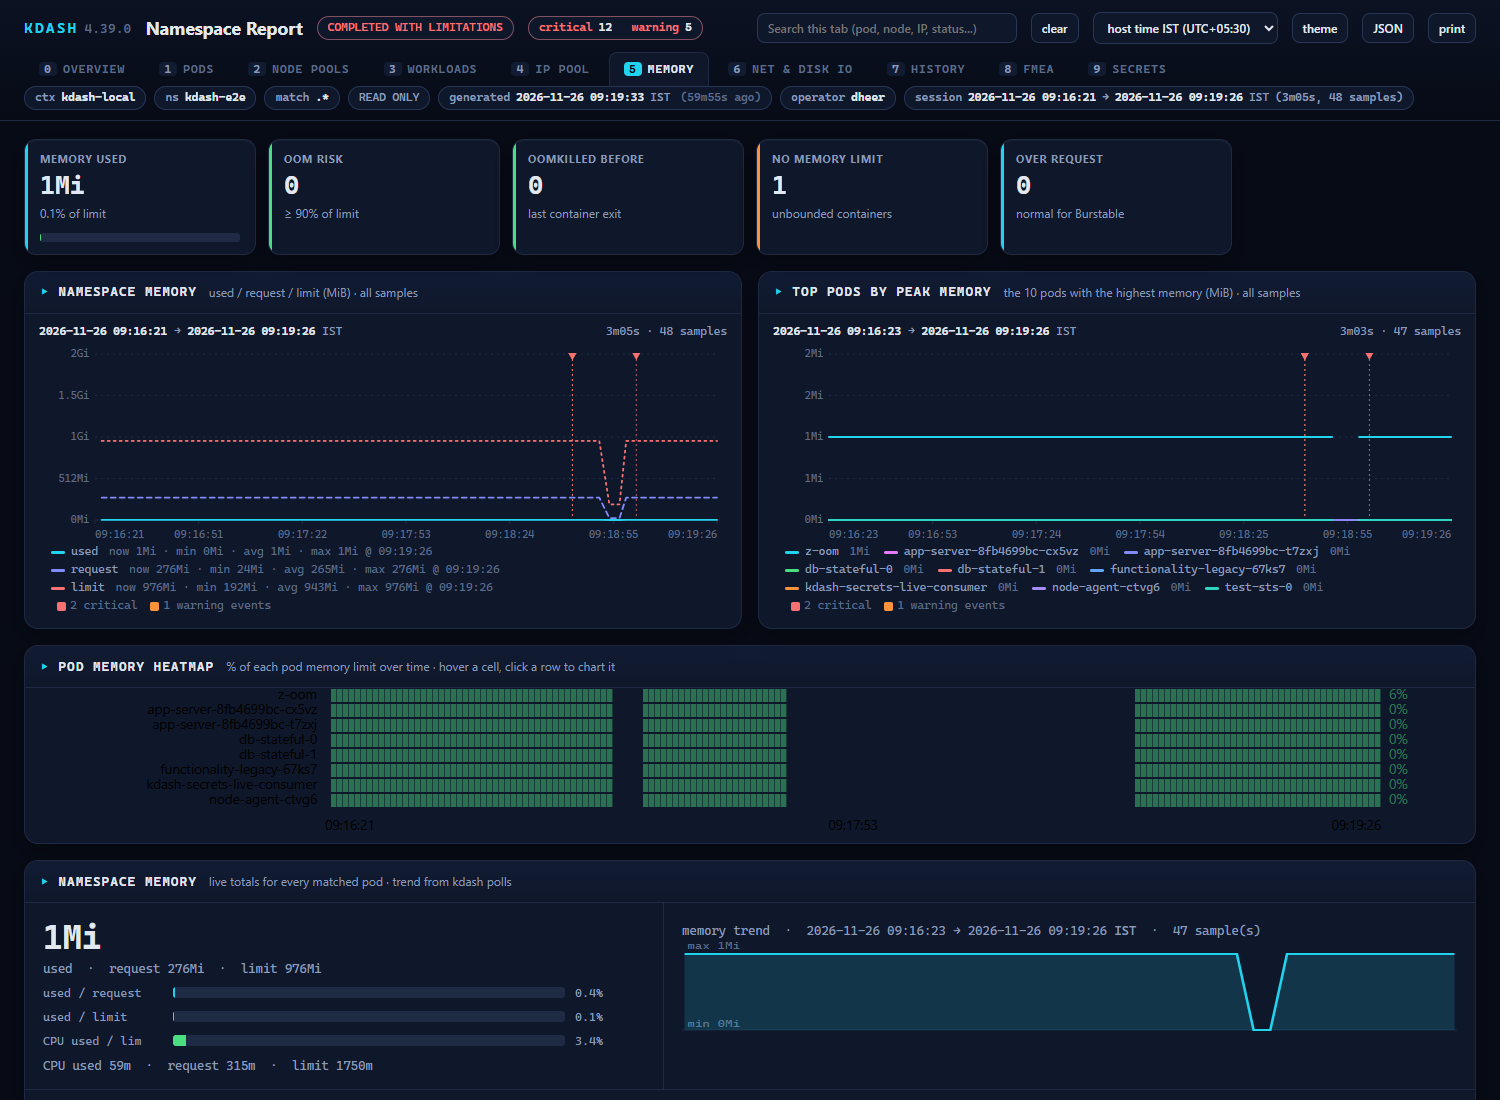 KDASH 4.39.0 Namespace Report COMPLETED WITH LIMITATIONS critical 12 warning 5 Search this tab (pod, node, IP, status...) clear host time IST (UTC+05:30) theme JSON print
0 OVERVIEW 1 PODS 2 NODE POOLS 3 WORKLOADS 4 IP POOL 5 MEMORY 6 NET & DISK IO 7 HISTORY 8 FMEA 9 SECRETS
ctx kdash-local ns kdash-e2e match .* READ ONLY generated 2026-11-26 09:19:33 IST (59m55s ago) operator dheer session 2026-11-26 09:16:21 → 2026-11-26 09:19:26 IST (3m05s, 48 samples)
MEMORY USED
1Mi
0.1% of limit
OOM RISK
0
≥ 90% of limit
OOMKILLED BEFORE
0
last container exit
NO MEMORY LIMIT
1
unbounded containers
OVER REQUEST
0
normal for Burstable
▸ NAMESPACE MEMORY used / request / limit (MiB) · all samples
2026-11-26 09:16:21 → 2026-11-26 09:19:26 IST 3m05s · 48 samples
2Gi
1.5Gi
1Gi
512Mi
0Mi
09:16:21 09:16:51 09:17:22 09:17:53 09:18:24 09:18:55 09:19:26
used now 1Mi · min 0Mi · avg 1Mi · max 1Mi @ 09:19:26
request now 276Mi · min 24Mi · avg 265Mi · max 276Mi @ 09:19:26
limit now 976Mi · min 192Mi · avg 943Mi · max 976Mi @ 09:19:26
2 critical 1 warning events
▸ TOP PODS BY PEAK MEMORY the 10 pods with the highest memory (MiB) · all samples
2026-11-26 09:16:23 → 2026-11-26 09:19:26 IST 3m03s · 47 samples
2Mi
2Mi
1Mi
1Mi
0Mi
09:16:23 09:16:53 09:17:24 09:17:54 09:18:25 09:18:55 09:19:26
z-oom 1Mi app-server-8fb4699bc-cx5vz 0Mi app-server-8fb4699bc-t7zxj 0Mi
db-stateful-0 0Mi db-stateful-1 0Mi functionality-legacy-67ks7 0Mi
kdash-secrets-live-consumer 0Mi node-agent-ctvg6 0Mi test-sts-0 0Mi
2 critical 1 warning events
▸ POD MEMORY HEATMAP % of each pod memory limit over time · hover a cell, click a row to chart it
z-oom 6%
app-server-8fb4699bc-cx5vz 0%
app-server-8fb4699bc-t7zxj 0%
db-stateful-0 0%
db-stateful-1 0%
functionality-legacy-67ks7 0%
kdash-secrets-live-consumer 0%
node-agent-ctvg6 0%
09:16:21 09:17:53 09:19:26
▸ NAMESPACE MEMORY live totals for every matched pod · trend from kdash polls
1Mi
used · request 276Mi · limit 976Mi
used / request 0.4%
used / limit 0.1%
CPU used / lim 3.4%
CPU used 59m · request 315m · limit 1750m
memory trend · 2026-11-26 09:16:23 → 2026-11-26 09:19:26 IST · 47 sample(s)
max 1Mi
min 0Mi